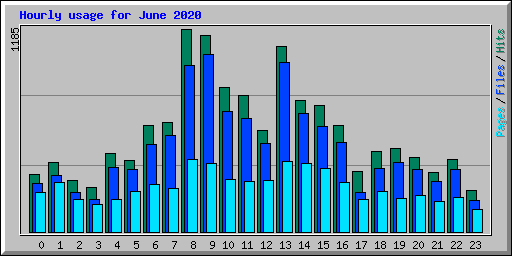 Hourly usage for June 2020
1185
Pages / Files / Hits
0 1 2 3 4 5 6 7 8 9 10 11 12 13 14 15 16 17 18 19 20 21 22 23